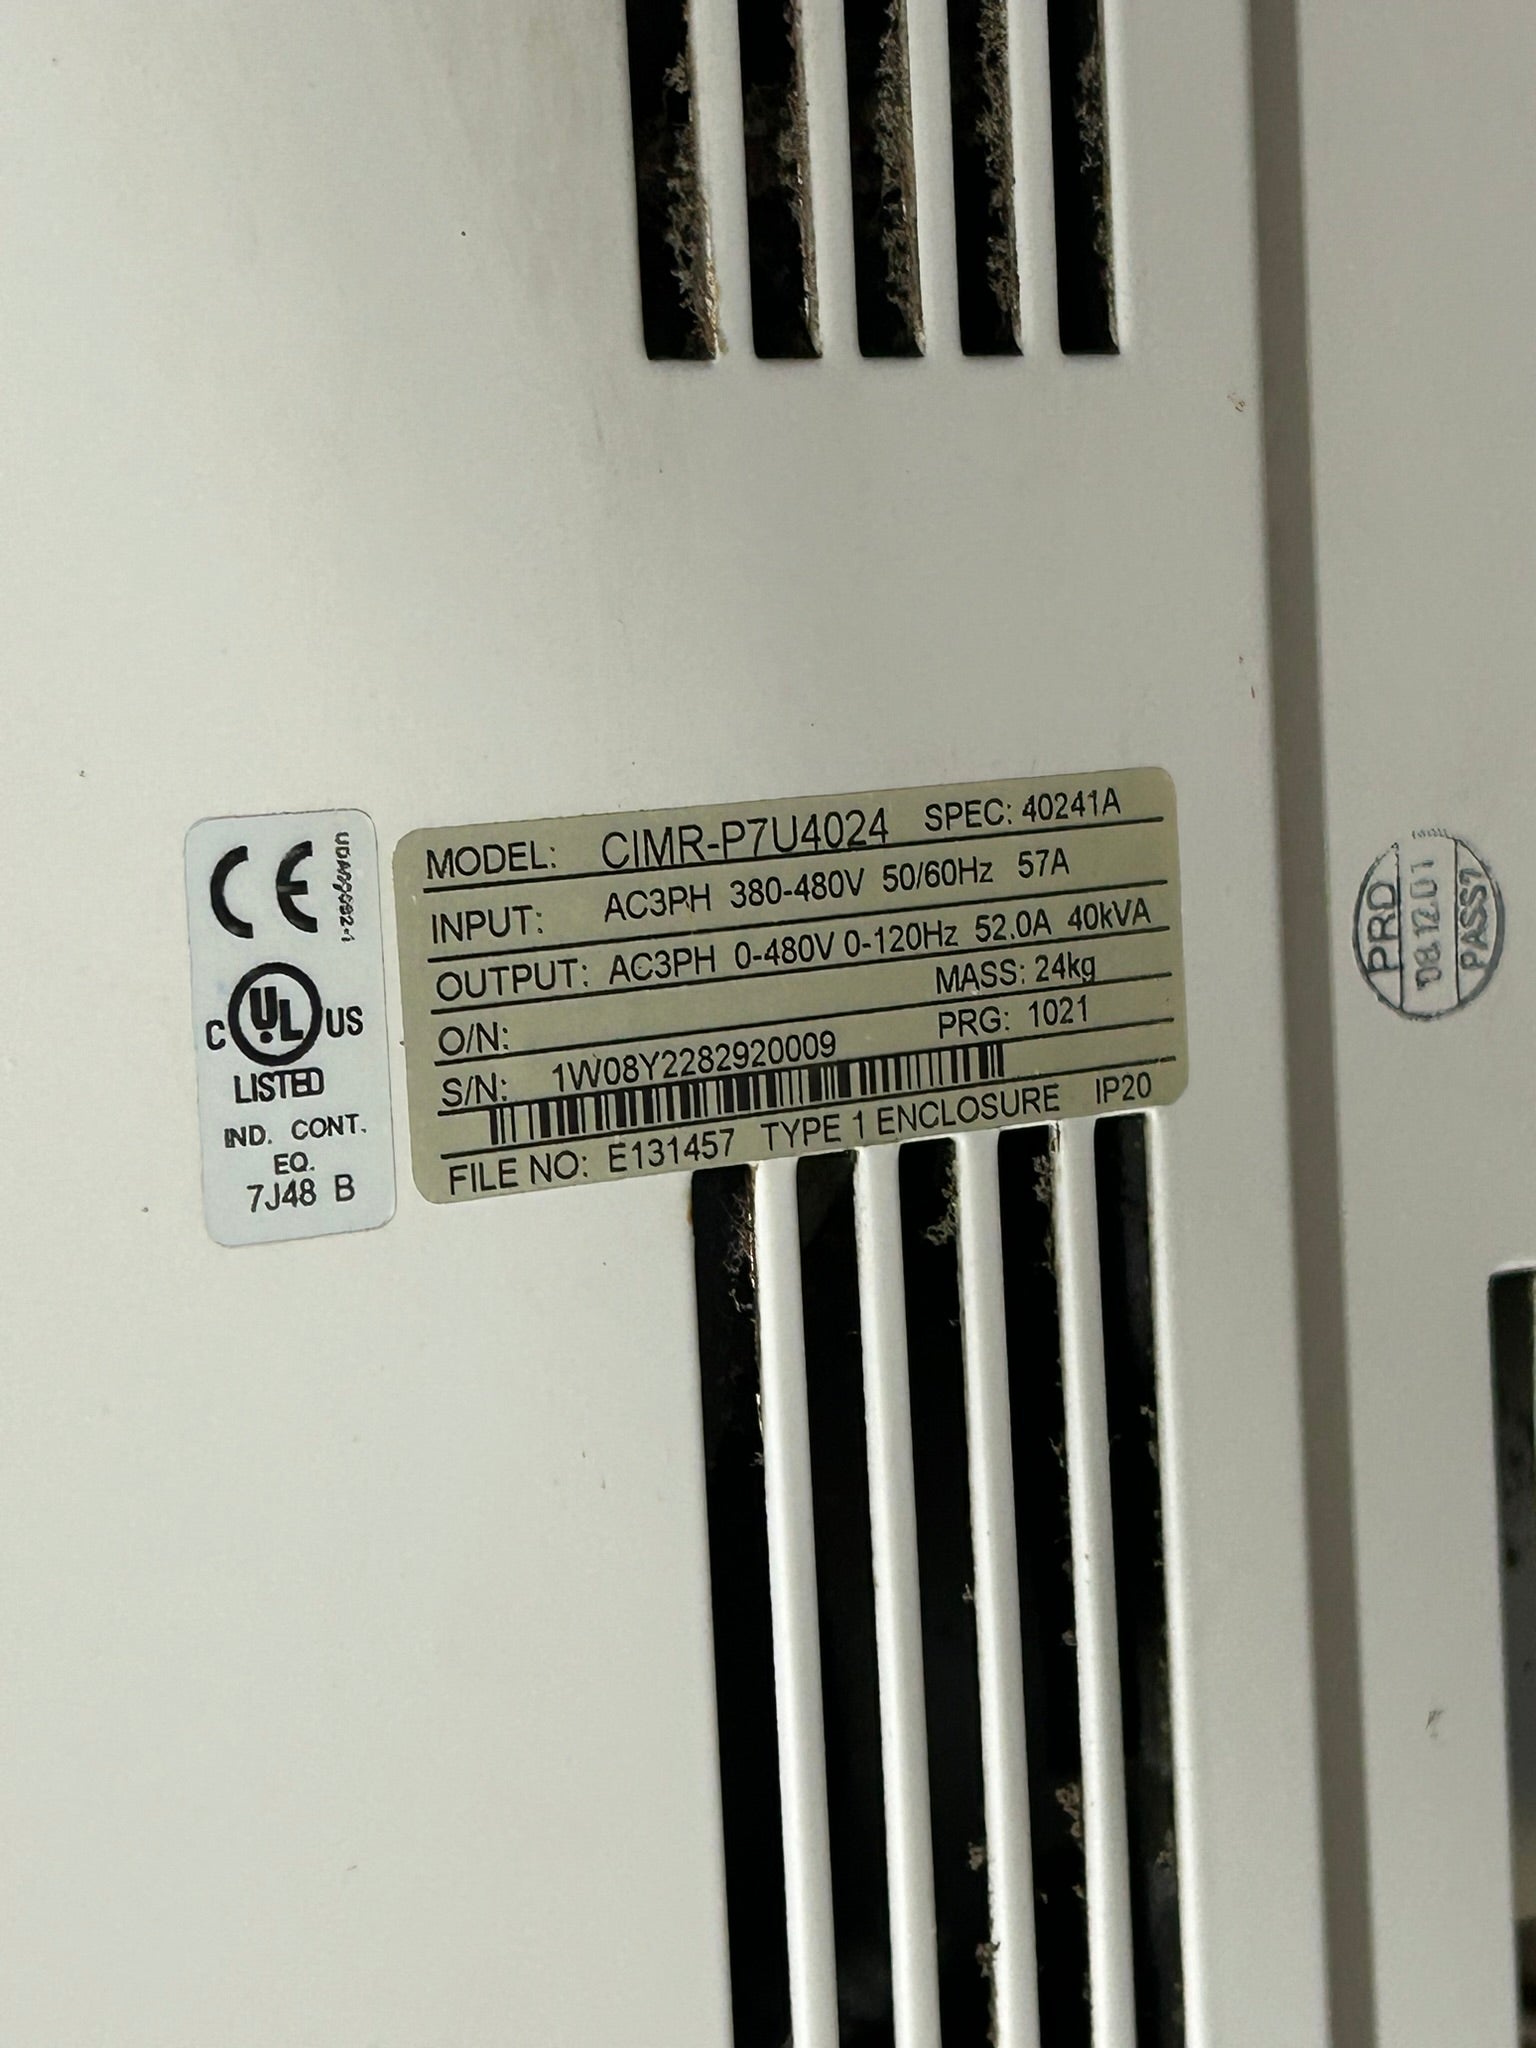 CE
UL
C US
LISTED
IND. CONT.
EQ.
7J48 B
MODEL: CIMR-P7U4024 SPEC: 40241A
INPUT: AC3PH 380-480V 50/60Hz 57A
OUTPUT: AC3PH 0-480V 0-120Hz 52.0A 40kVA
MASS: 24kg
O/N:
PRG: 1021
S/N: 1W08Y2282920009
FILE NO: E131457 TYPE 1 ENCLOSURE IP20
PRO
08.12.01
PASS7